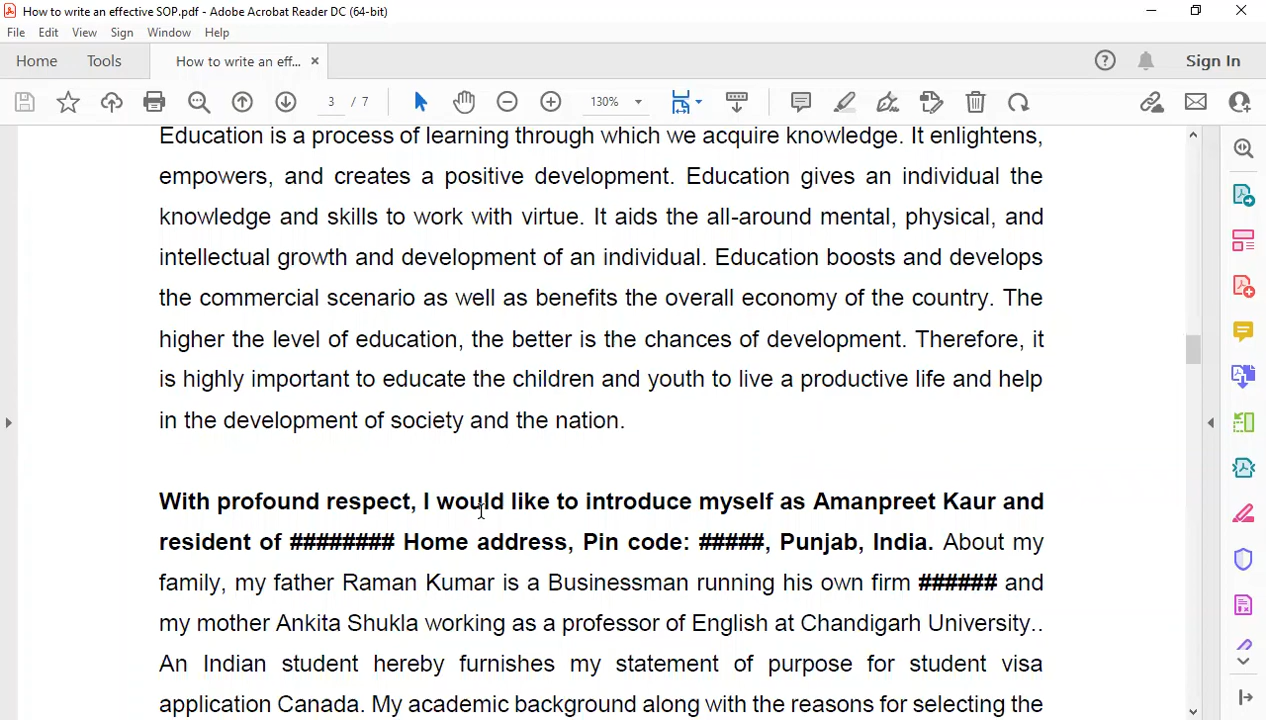 How to write an effective SOP.pdf - Adobe Acrobat Reader DC (64-bit)
File Edit View Sign Window Help
Home Tools How to write an eff... × Sign In
3 / 7 130%
Education is a process of learning through which we acquire knowledge. It enlightens,
empowers, and creates a positive development. Education gives an individual the
knowledge and skills to work with virtue. It aids the all-around mental, physical, and
intellectual growth and development of an individual. Education boosts and develops
the commercial scenario as well as benefits the overall economy of the country. The
higher the level of education, the better is the chances of development. Therefore, it
is highly important to educate the children and youth to live a productive life and help
in the development of society and the nation.
With profound respect, I would like to introduce myself as Amanpreet Kaur and
resident of ######## Home address, Pin code: #####, Punjab, India. About my
family, my father Raman Kumar is a Businessman running his own firm ###### and
my mother Ankita Shukla working as a professor of English at Chandigarh University..
An Indian student hereby furnishes my statement of purpose for student visa
application Canada. My academic background along with the reasons for selecting the